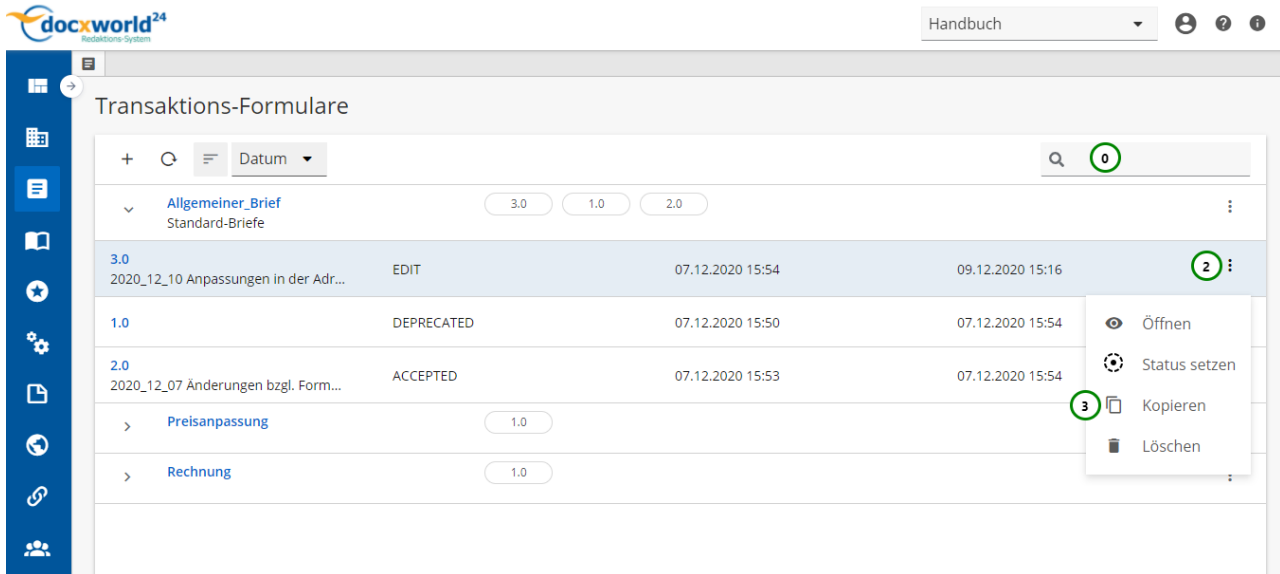 docxworld24
Redaktions-System
Handbuch
Transaktions-Formulare
Datum
0
Allgemeiner_Brief 3.0 1.0 2.0
Standard-Briefe
3.0
2020_12_10 Anpassungen in der Adr... EDIT 07.12.2020 15:54 09.12.2020 15:16 2
1.0 DEPRECATED 07.12.2020 15:50 07.12.2020 15:54
2.0
2020_12_07 Änderungen bzgl. Form... ACCEPTED 07.12.2020 15:53 07.12.2020 15:54
Öffnen
Status setzen
3 Kopieren
Löschen
Preisanpassung 1.0
Rechnung 1.0